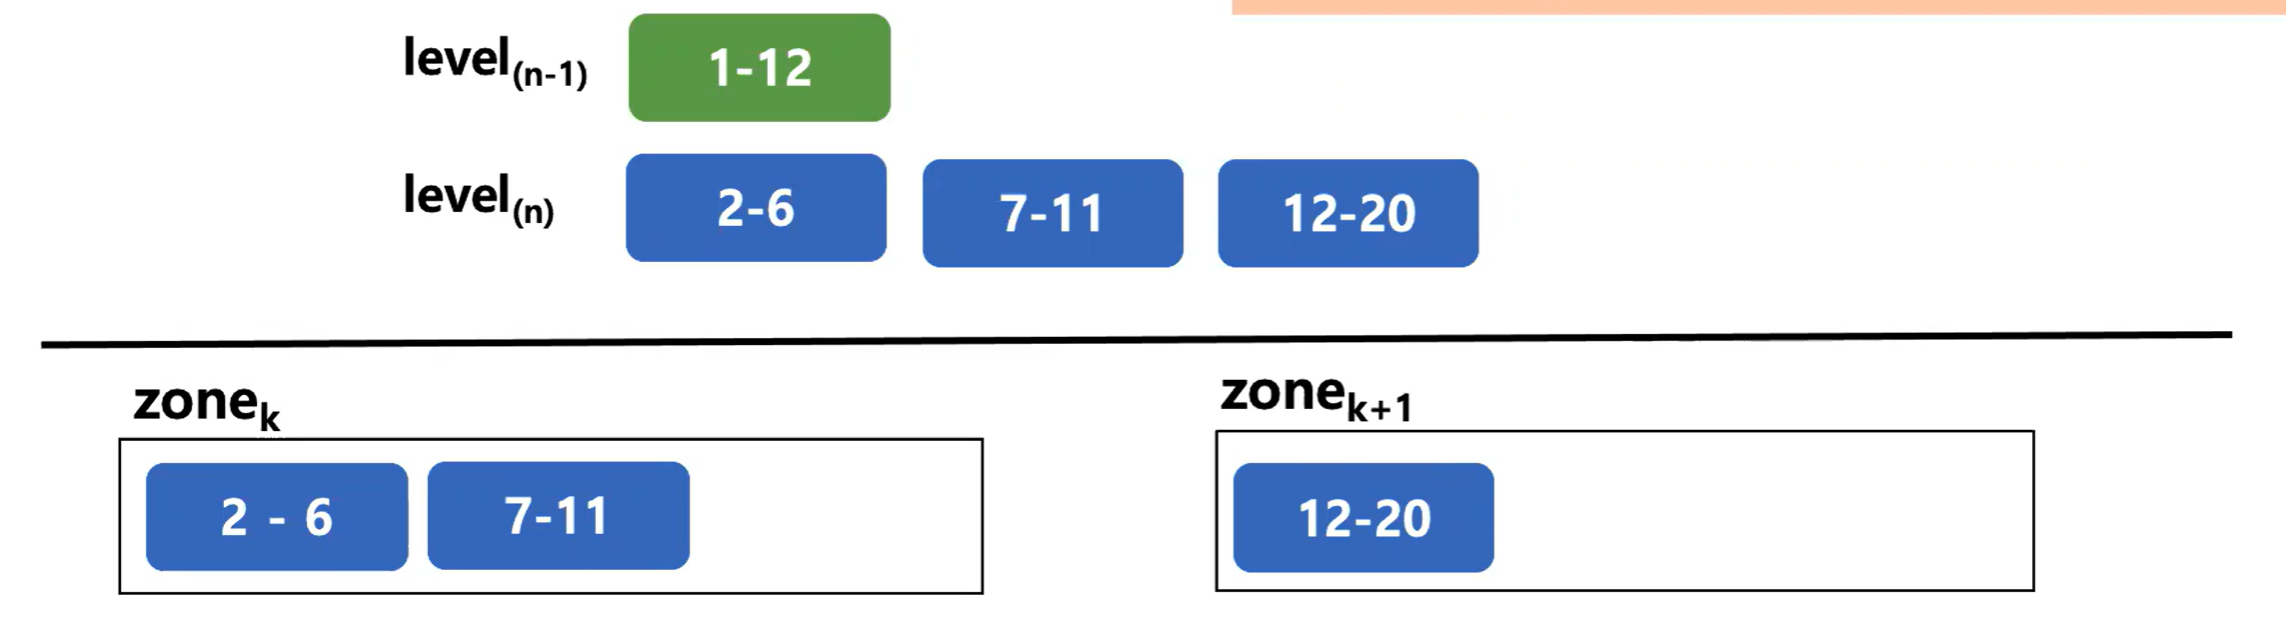 level(n-1)
1-12
level(n)
2-6
7-11
12-20
zonek
2 - 6
7-11
zonek+1
12-20